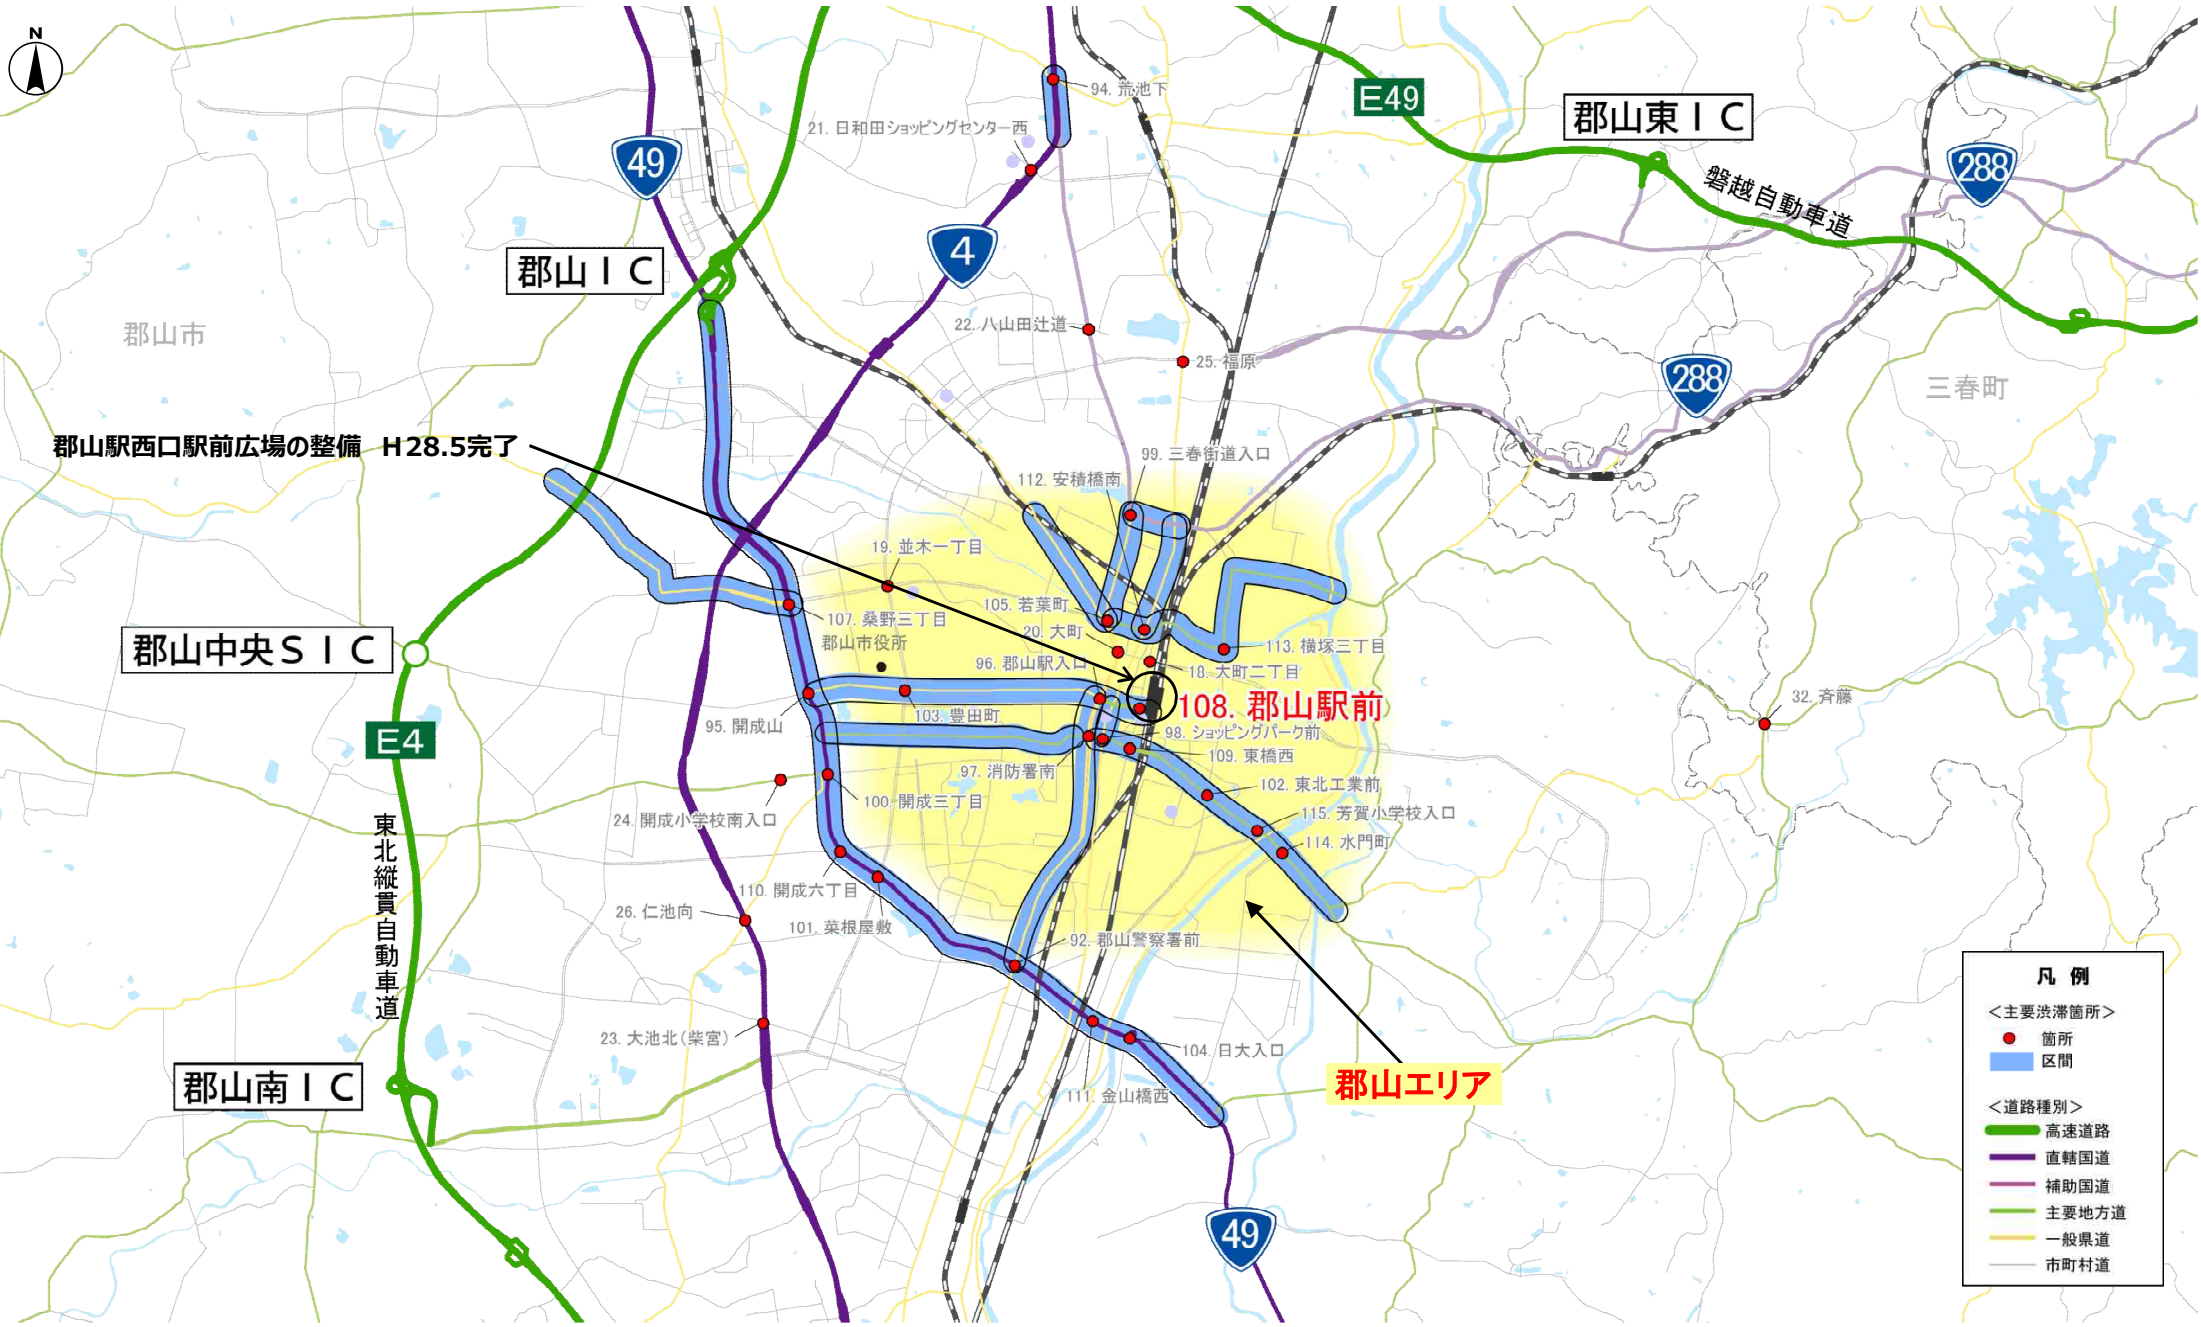 N
94. 荒池下
E49
郡山東ＩＣ
21. 日和田ショッピングセンター西
49
288
磐越自動車道
4
郡山ＩＣ
郡山市
22. 八山田辻道
25. 福原
288
三春町
郡山駅西口駅前広場の整備　H28.5完了
99. 三春街道入口
112. 安積橋南
19. 並木一丁目
105. 若葉町
107. 桑野三丁目
20. 大町
郡山市役所
113. 横塚三丁目
郡山中央ＳＩＣ
96. 郡山駅入口
18. 大町二丁目
108. 郡山駅前
32. 斉藤
103. 豊田町
95. 開成山
98. ショッピングパーク前
E4
109. 東橋西
97. 消防署南
102. 東北工業前
100. 開成三丁目
24. 開成小学校南入口
115. 芳賀小学校入口
114. 水門町
東北縦貫自動車道
110. 開成六丁目
26. 仁池向
101. 菜根屋敷
92. 郡山警察署前
23. 大池北(柴宮)
104. 日大入口
郡山南ＩＣ
郡山エリア
111. 金山橋西
49
凡 例
＜主要渋滞箇所＞
箇所
区間
＜道路種別＞
高速道路
直轄国道
補助国道
主要地方道
一般県道
市町村道